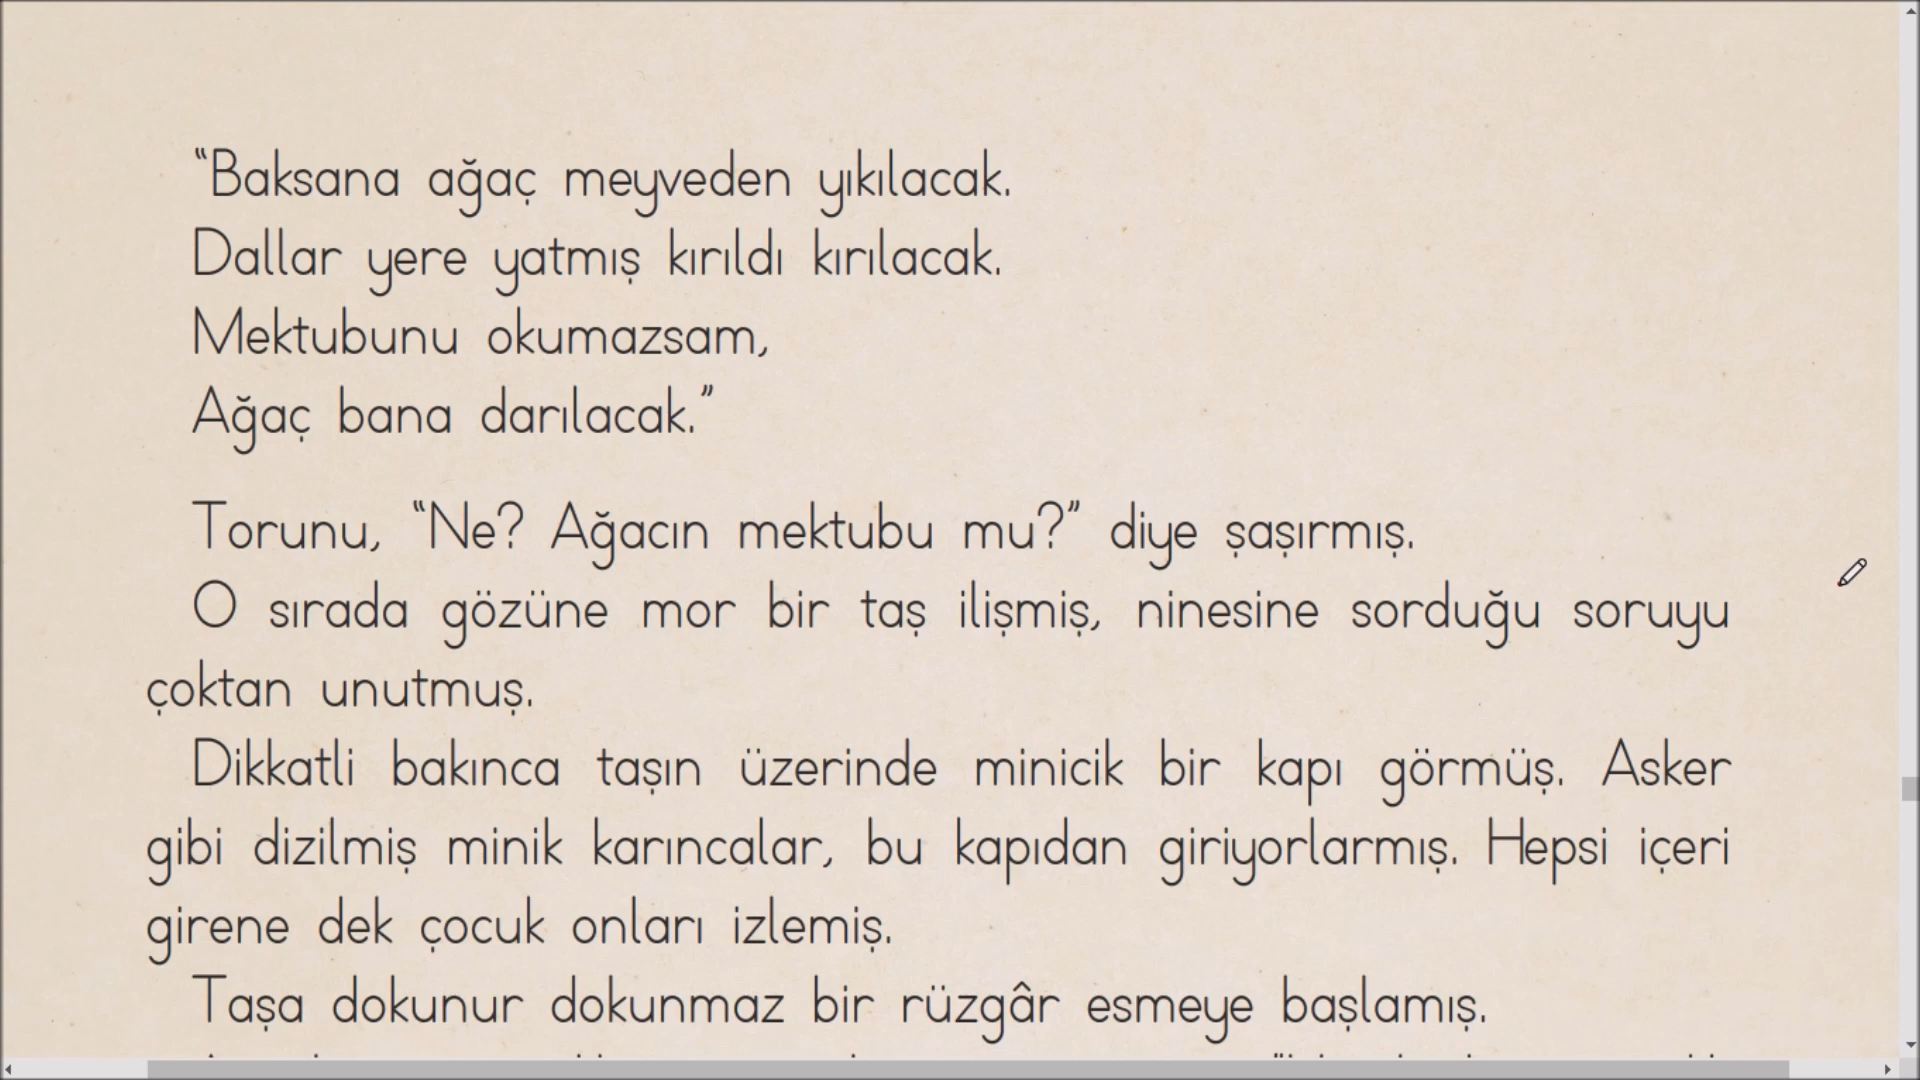 “Baksana ağaç meyveden yıkılacak.
Dallar yere yatmış kırıldı kırılacak.
Mektubunu okumazsam,
Ağaç bana darılacak.”
Torunu, “Ne? Ağacın mektubu mu?” diye şaşırmış.
O sırada gözüne mor bir taş ilişmiş, ninesine sorduğu soruyu
çoktan unutmuş.
Dikkatli bakınca taşın üzerinde minicik bir kapı görmüş. Asker
gibi dizilmiş minik karıncalar, bu kapıdan giriyorlarmış. Hepsi içeri
girene dek çocuk onları izlemiş.
Taşa dokunur dokunmaz bir rüzgâr esmeye başlamış.